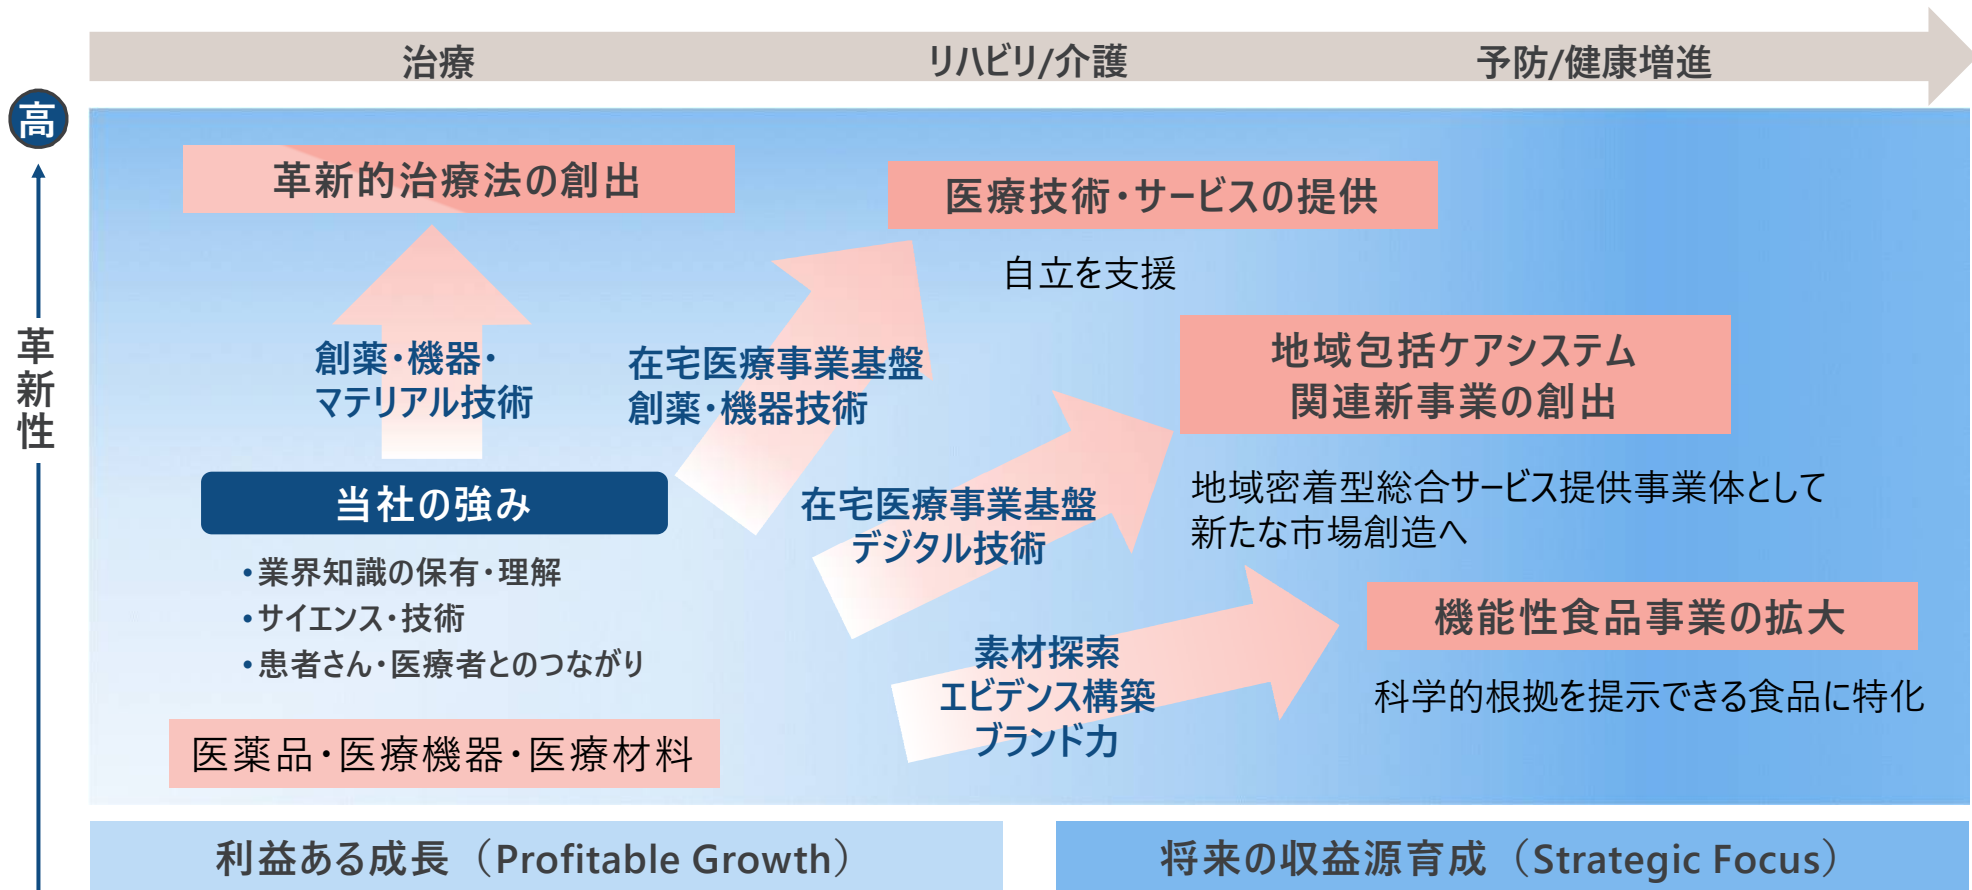 治療
リハビリ/介護
予防/健康増進
高
革新性
革新的治療法の創出
医療技術・サービスの提供
自立を支援
創薬・機器・
マテリアル技術
在宅医療事業基盤
創薬・機器技術
地域包括ケアシステム
関連新事業の創出
当社の強み
・業界知識の保有・理解
・サイエンス・技術
・患者さん・医療者とのつながり
在宅医療事業基盤
デジタル技術
地域密着型総合サービス提供事業体として
新たな市場創造へ
機能性食品事業の拡大
素材探索
エビデンス構築
ブランド力
科学的根拠を提示できる食品に特化
医薬品・医療機器・医療材料
利益ある成長（Profitable Growth）
将来の収益源育成（Strategic Focus）